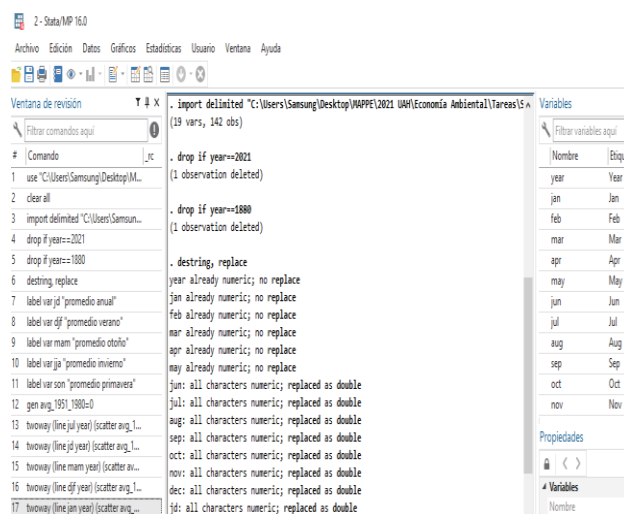 2 - Stata/MP 16.0
Archivo Edición Datos Gráficos Estadísticas Usuario Ventana Ayuda
Ventana de revisión
Filtrar comandos aquí
# Comando _rc
1 use "C:\Users\Samsung\Desktop\M...
2 clear all
3 import delimited "C:\Users\Samsun...
4 drop if year==2021
5 drop if year==1880
6 destring, replace
7 label var jd "promedio anual"
8 label var djf "promedio verano"
9 label var mam "promedio otoño"
10 label var jja "promedio invierno"
11 label var son "promedio primavera"
12 gen avg_1951_1980=0
13 twoway (line jul year) (scatter avg_1...
14 twoway (line jd year) (scatter avg_1...
15 twoway (line mam year) (scatter av...
16 twoway (line djf year) (scatter avg_1...
17 twoway (line jan year) (scatter avg_...
. import delimited "C:\Users\Samsung\Desktop\MAPPE\2021 UAH\Economía Ambiental\Tareas\S
(19 vars, 142 obs)
. drop if year==2021
(1 observation deleted)
. drop if year==1880
(1 observation deleted)
. destring, replace
year already numeric; no replace
jan already numeric; no replace
feb already numeric; no replace
mar already numeric; no replace
apr already numeric; no replace
may already numeric; no replace
jun: all characters numeric; replaced as double
jul: all characters numeric; replaced as double
aug: all characters numeric; replaced as double
sep: all characters numeric; replaced as double
oct: all characters numeric; replaced as double
nov: all characters numeric; replaced as double
dec: all characters numeric; replaced as double
jd: all characters numeric; replaced as double
Variables
Filtrar variables aquí
Nombre Etiqu
year Year
jan Jan
feb Feb
mar Mar
apr Apr
may May
jun Jun
jul Jul
aug Aug
sep Sep
oct Oct
nov Nov
Propiedades
Variables
Nombre